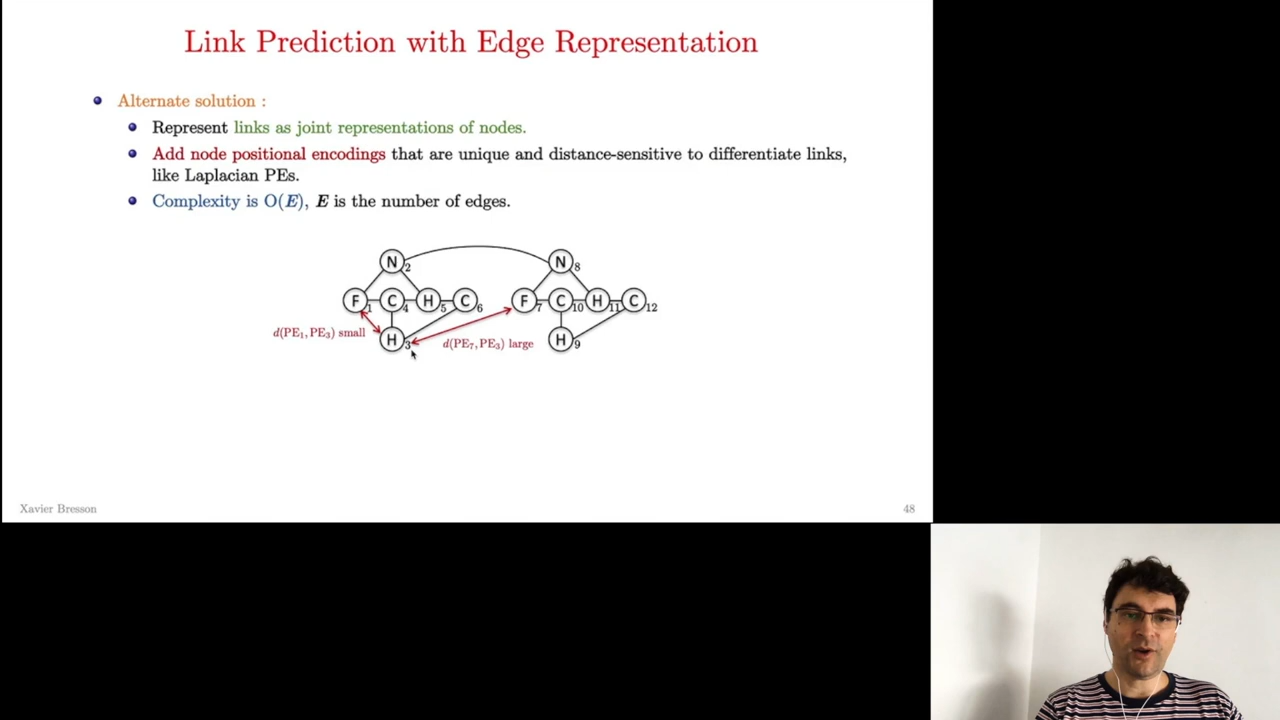 Link Prediction with Edge Representation
Alternate solution :
Represent links as joint representations of nodes.
Add node positional encodings that are unique and distance-sensitive to differentiate links,
like Laplacian PEs.
Complexity is O(E), E is the number of edges.
N2 N8
F1 C4 H5 C6 F7 C10 H11 C12
d(PE1, PE3) small H3 d(PE7, PE3) large H9
Xavier Bresson 48